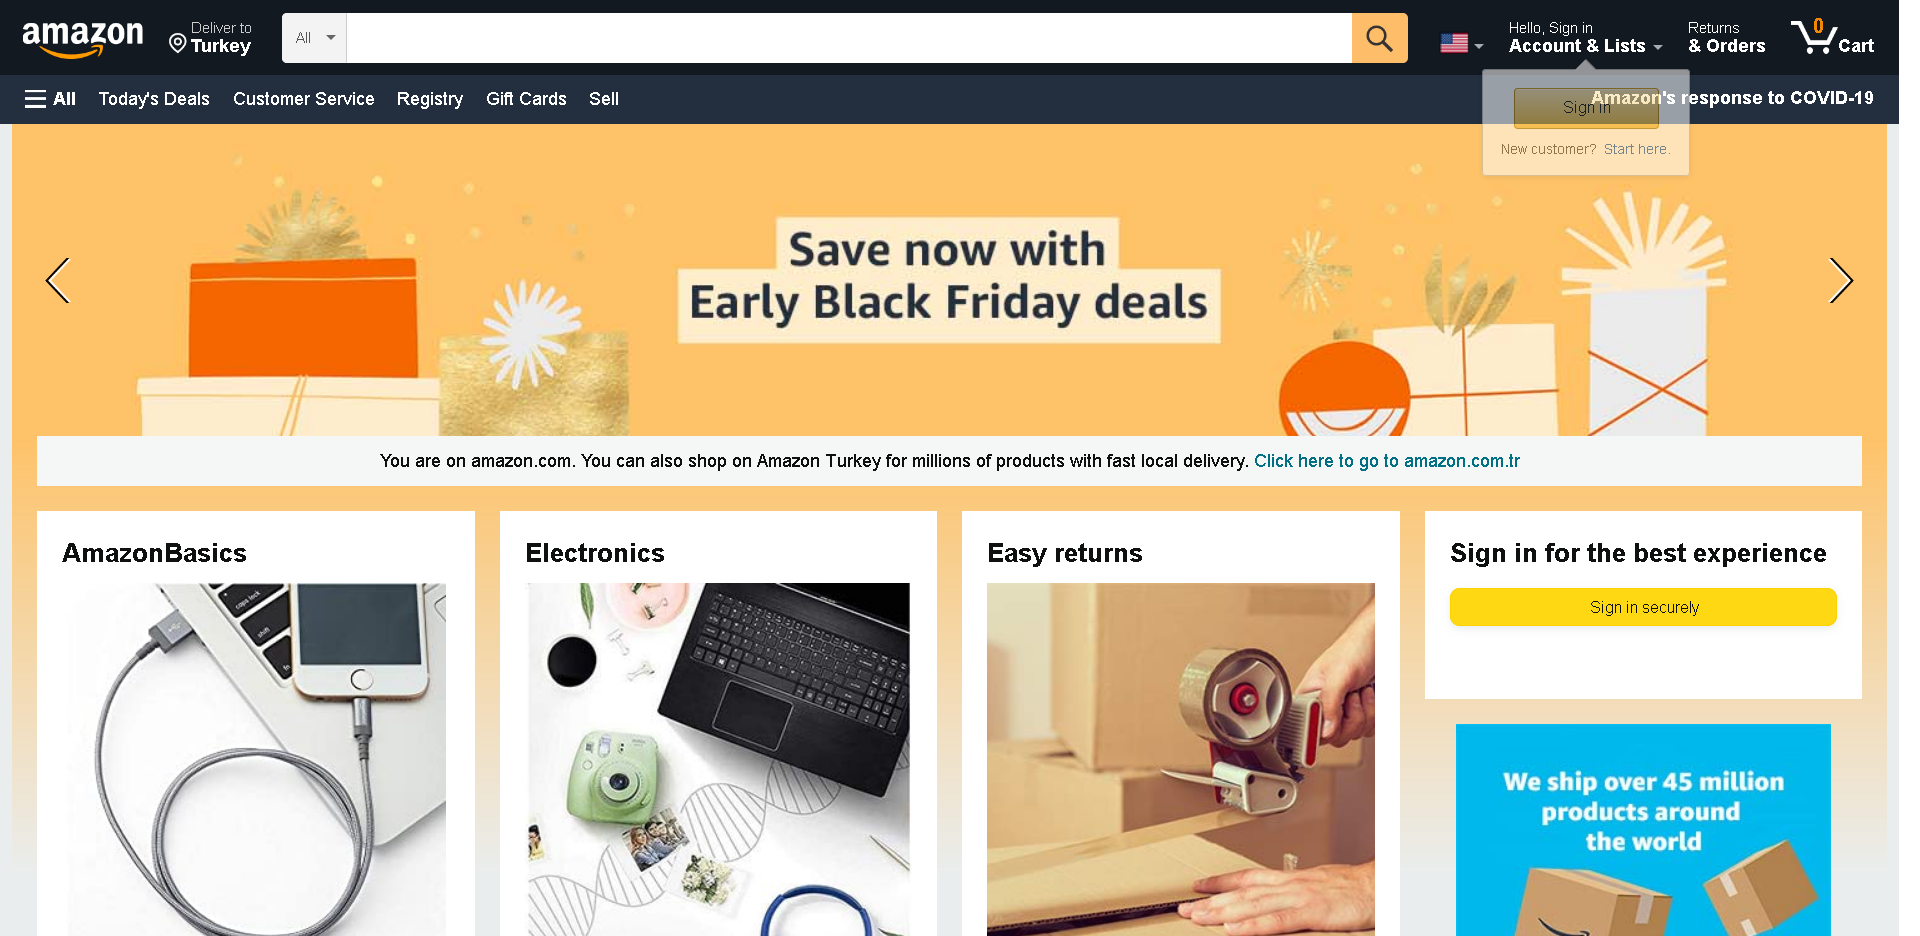 amazon
Deliver to
Turkey
All
Hello, Sign in
Account & Lists
Returns
& Orders
0
Cart
All
Today's Deals
Customer Service
Registry
Gift Cards
Sell
Amazon's response to COVID-19
Sign in
New customer? Start here.
Save now with
Early Black Friday deals
You are on amazon.com. You can also shop on Amazon Turkey for millions of products with fast local delivery. Click here to go to amazon.com.tr
AmazonBasics
Electronics
Easy returns
Sign in for the best experience
Sign in securely
caps lock
shift
fn
We ship over 45 million
products around
the world